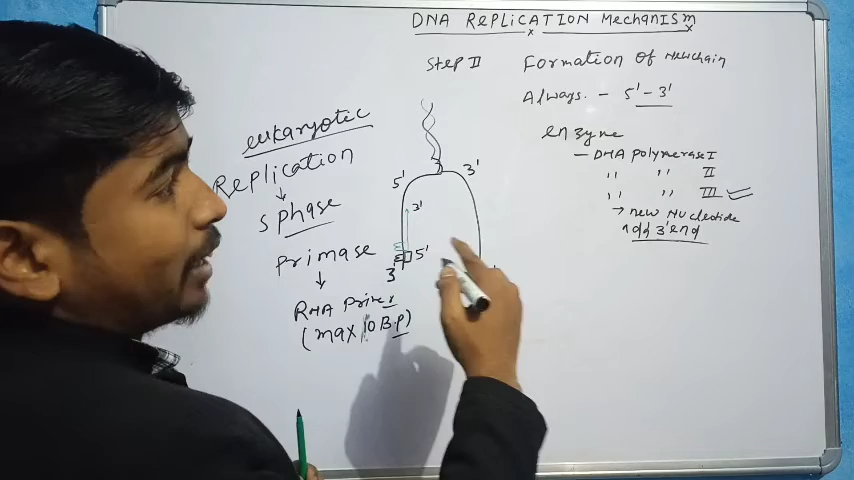 DNA Replication Mechanism
Step II
Formation of Newchain
Always. - 5' - 3'
enzyme
- DNA polymerase I
,, ,, II
,, ,, III
→ new Nucleotide
Add 3' end
eukaryotic
Replication
S phase
Primase
RNA Primer
(max 10 B.P)
5'
3'
3'
5'
3'